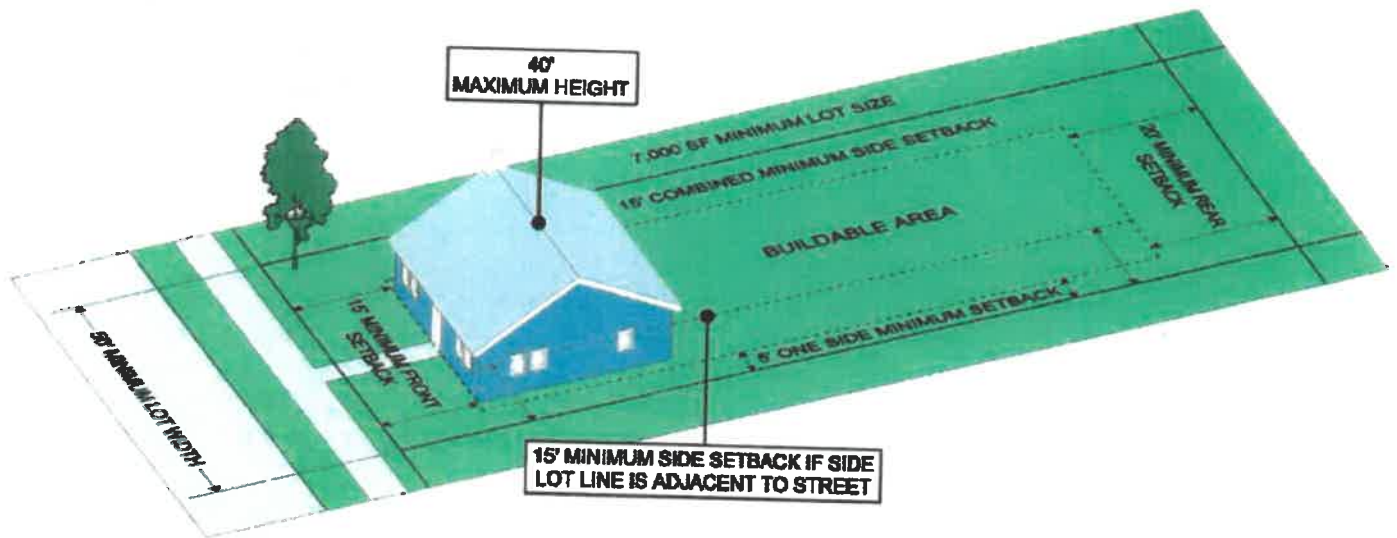 40'
MAXIMUM HEIGHT
7,000 SF MINIMUM LOT SIZE
15' COMBINED MINIMUM SIDE SETBACK
20' MINIMUM REAR
SETBACK
BUILDABLE AREA
15' MINIMUM FRONT
SETBACK
5' ONE SIDE MINIMUM SETBACK
50' MINIMUM LOT WIDTH
15' MINIMUM SIDE SETBACK IF SIDE
LOT LINE IS ADJACENT TO STREET